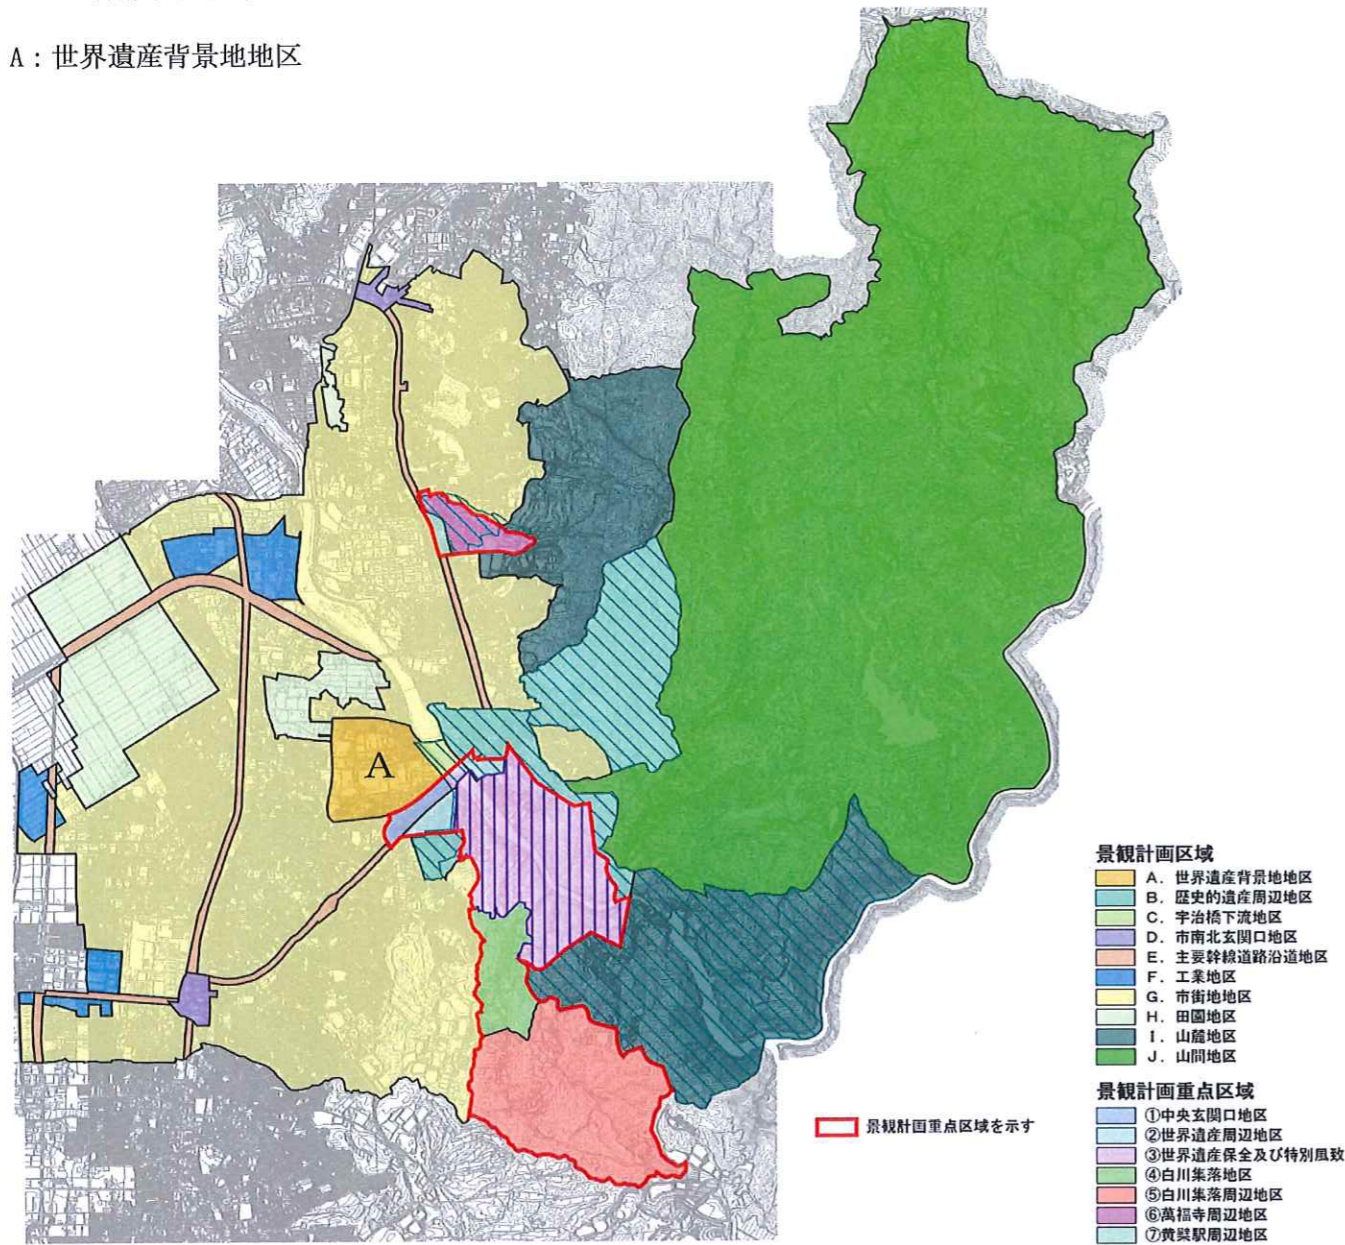 A：世界遺産背景地地区
A
景観計画区域
A．世界遺産背景地地区
B．歴史的遺産周辺地区
C．宇治橋下流地区
D．市南北玄関口地区
E．主要幹線道路沿道地区
F．工業地区
G．市街地地区
H．田園地区
I．山麓地区
J．山間地区
景観計画重点区域
①中央玄関口地区
②世界遺産周辺地区
③世界遺産保全及び特別風致
④白川集落地区
⑤白川集落周辺地区
⑥萬福寺周辺地区
⑦黄檗駅周辺地区
景観計画重点区域を示す